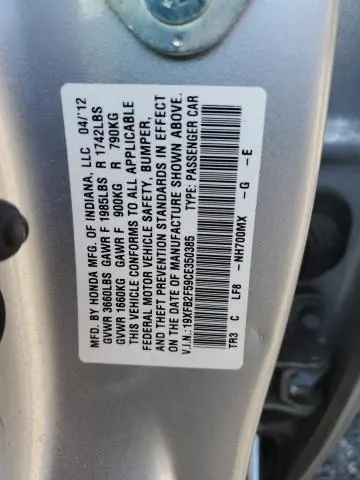 MFD. BY HONDA MFG. OF INDIANA, LLC 04/'12
GVWR 3660LBS GAWR F 1985LBS R 1742LBS
GVWR 1660KG GAWR F 900KG R 790KG
THIS VEHICLE CONFORMS TO ALL APPLICABLE
FEDERAL MOTOR VEHICLE SAFETY, BUMPER,
AND THEFT PREVENTION STANDARDS IN EFFECT
ON THE DATE OF MANUFACTURE SHOWN ABOVE.
V.I.N.:19XFB2F59CE350385 TYPE: PASSENGER CAR
TR3 C LF8 - NH700MX - G - E